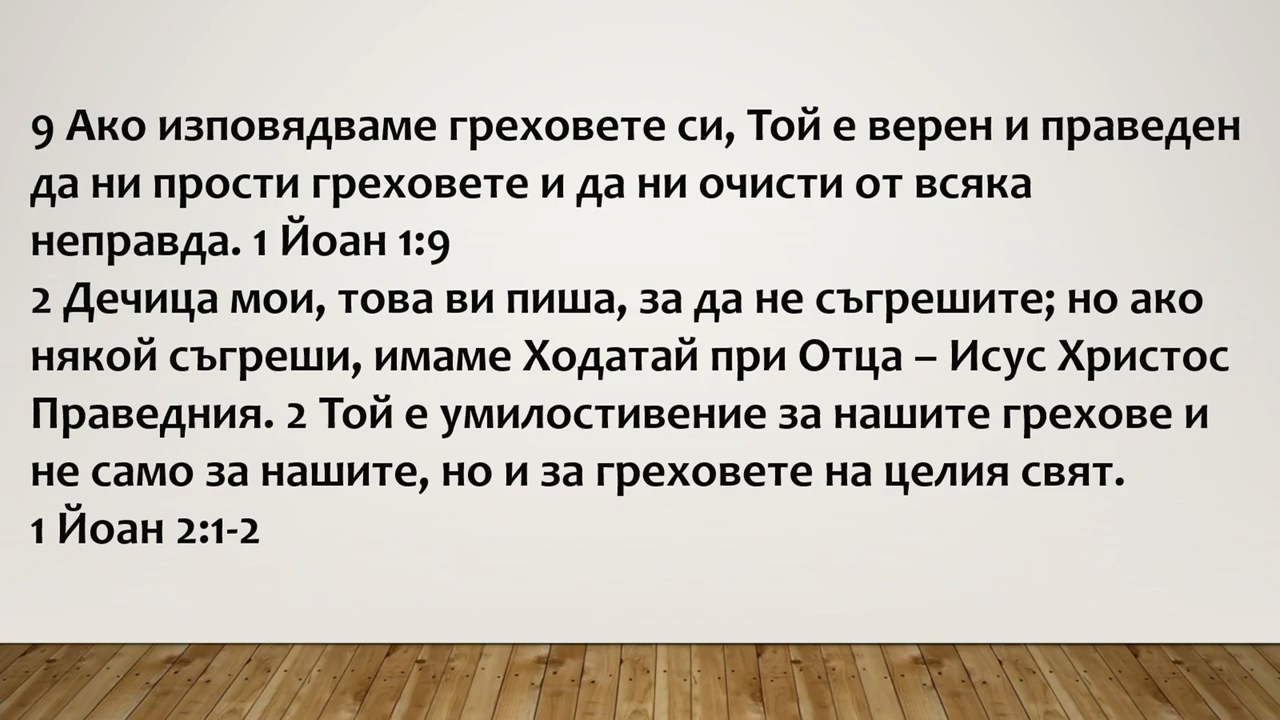 9 Ако изповядваме греховете си, Той е верен и праведен
да ни прости греховете и да ни очисти от всяка
неправда. 1 Йоан 1:9
2 Дечица мои, това ви пиша, за да не съгрешите; но ако
някой съгреши, имаме Ходатай при Отца – Исус Христос
Праведния. 2 Той е умилостивение за нашите грехове и
не само за нашите, но и за греховете на целия свят.
1 Йоан 2:1-2